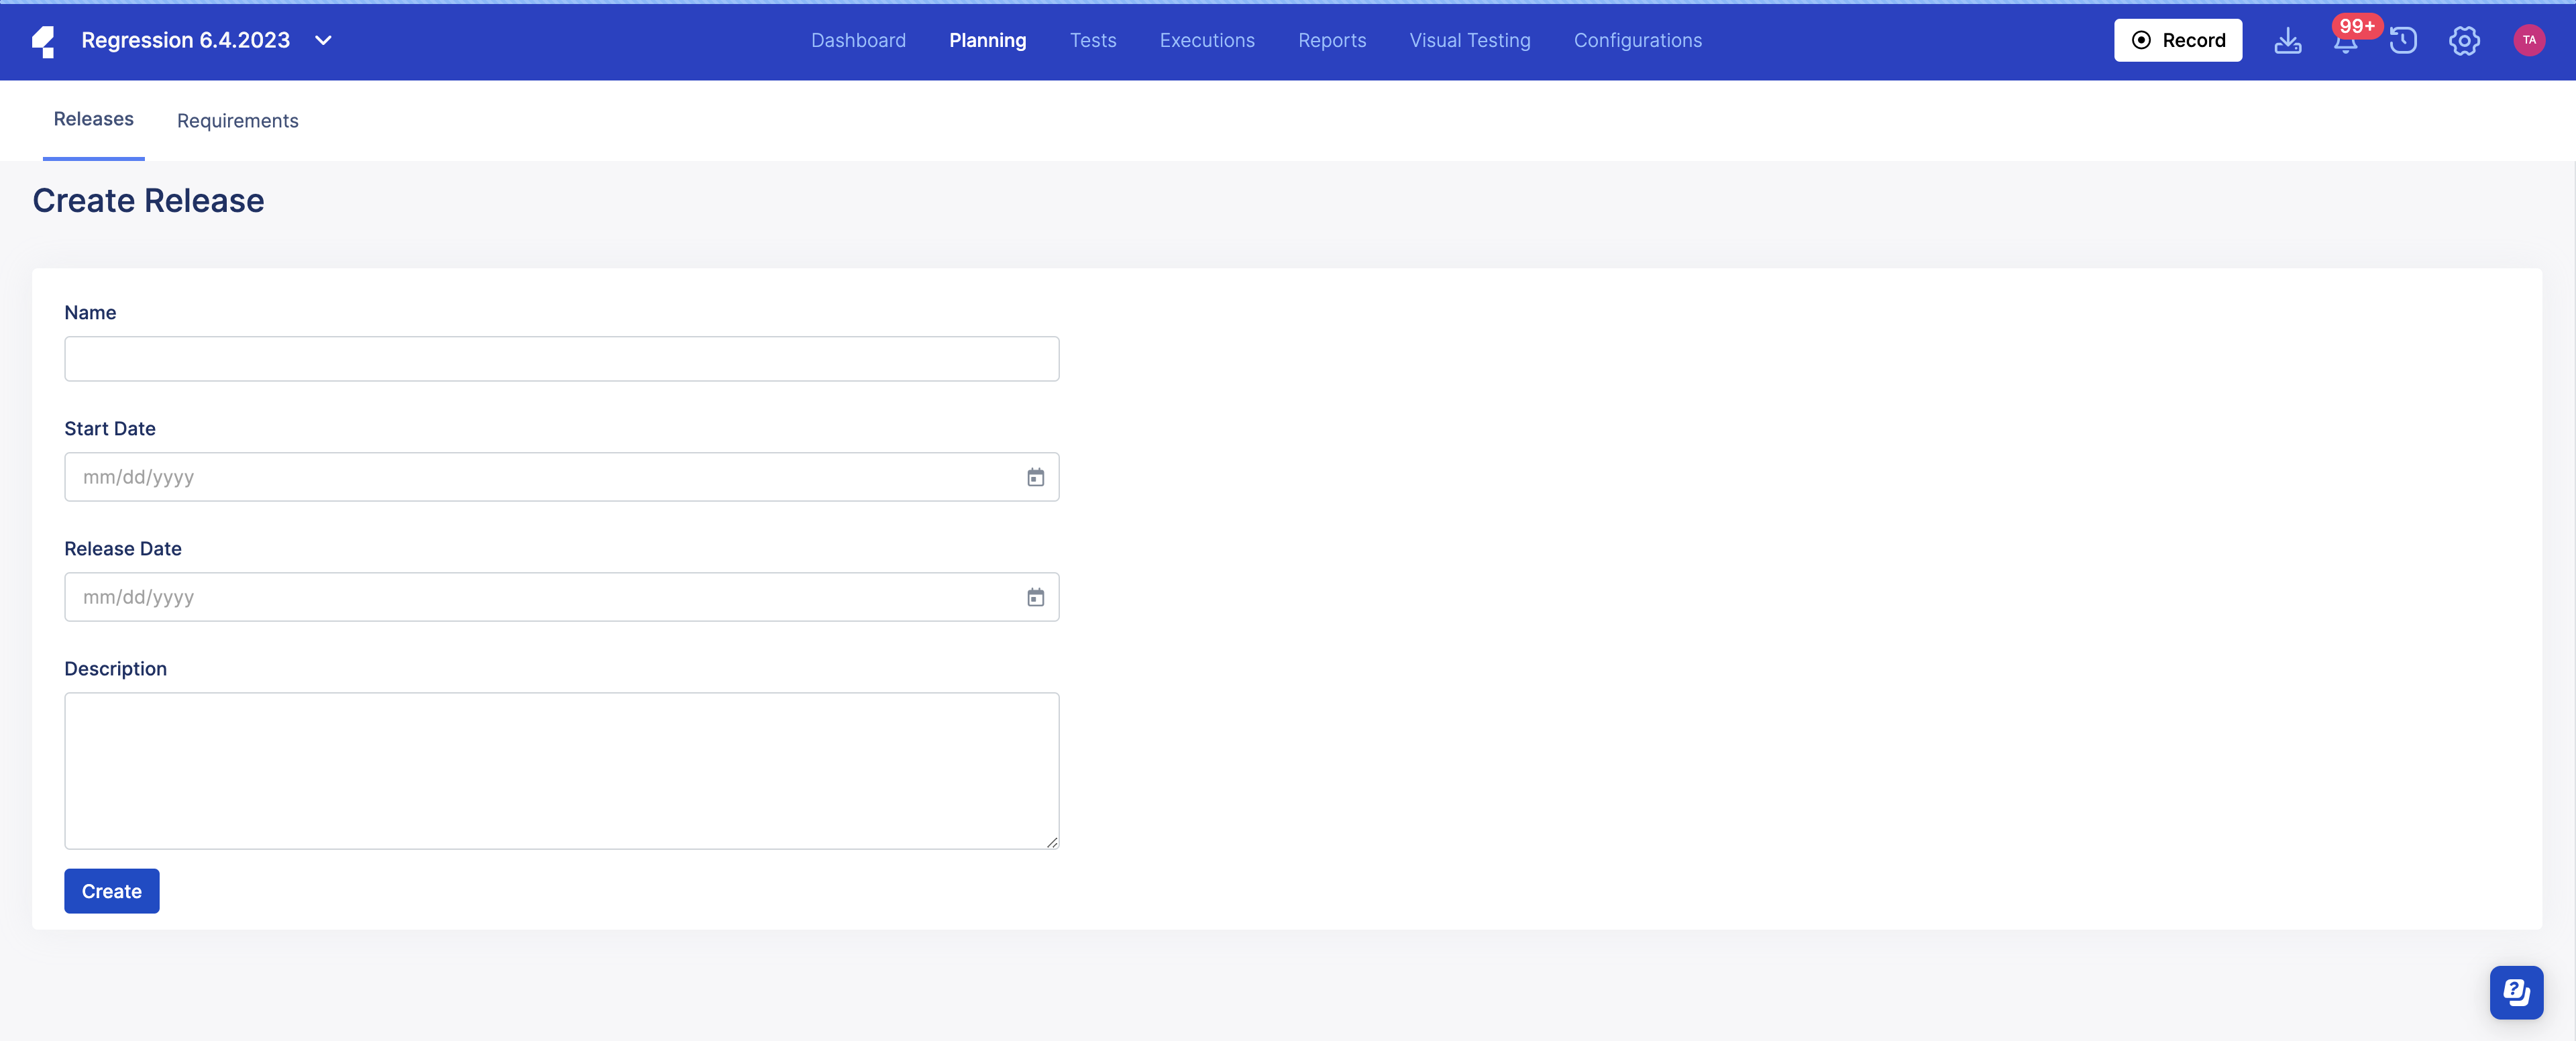 Regression 6.4.2023
Dashboard Planning Tests Executions Reports Visual Testing Configurations
Record
99+
TA
Releases Requirements
Create Release
Name
Start Date
mm/dd/yyyy
Release Date
mm/dd/yyyy
Description
Create
?